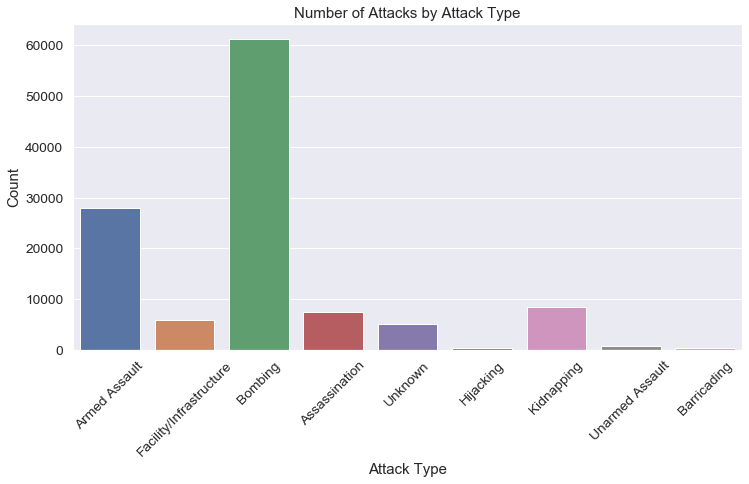 Number of Attacks by Attack Type
60000
50000
40000
30000
20000
10000
0
Count
Armed Assault
Facility/Infrastructure
Bombing
Assassination
Unknown
Hijacking
Kidnapping
Unarmed Assault
Barricading
Attack Type